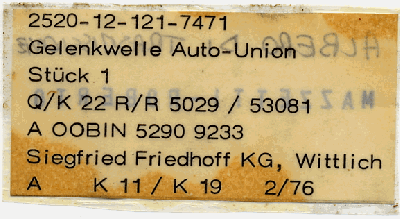 2520-12-121-7471
Gelenkwelle Auto-Union
Stück 1
Q/K 22 R/R 5029 / 53081
A OOBIN 5290 9233
Siegfried Friedhoff KG, Wittlich
A K 11 / K 19 2/76